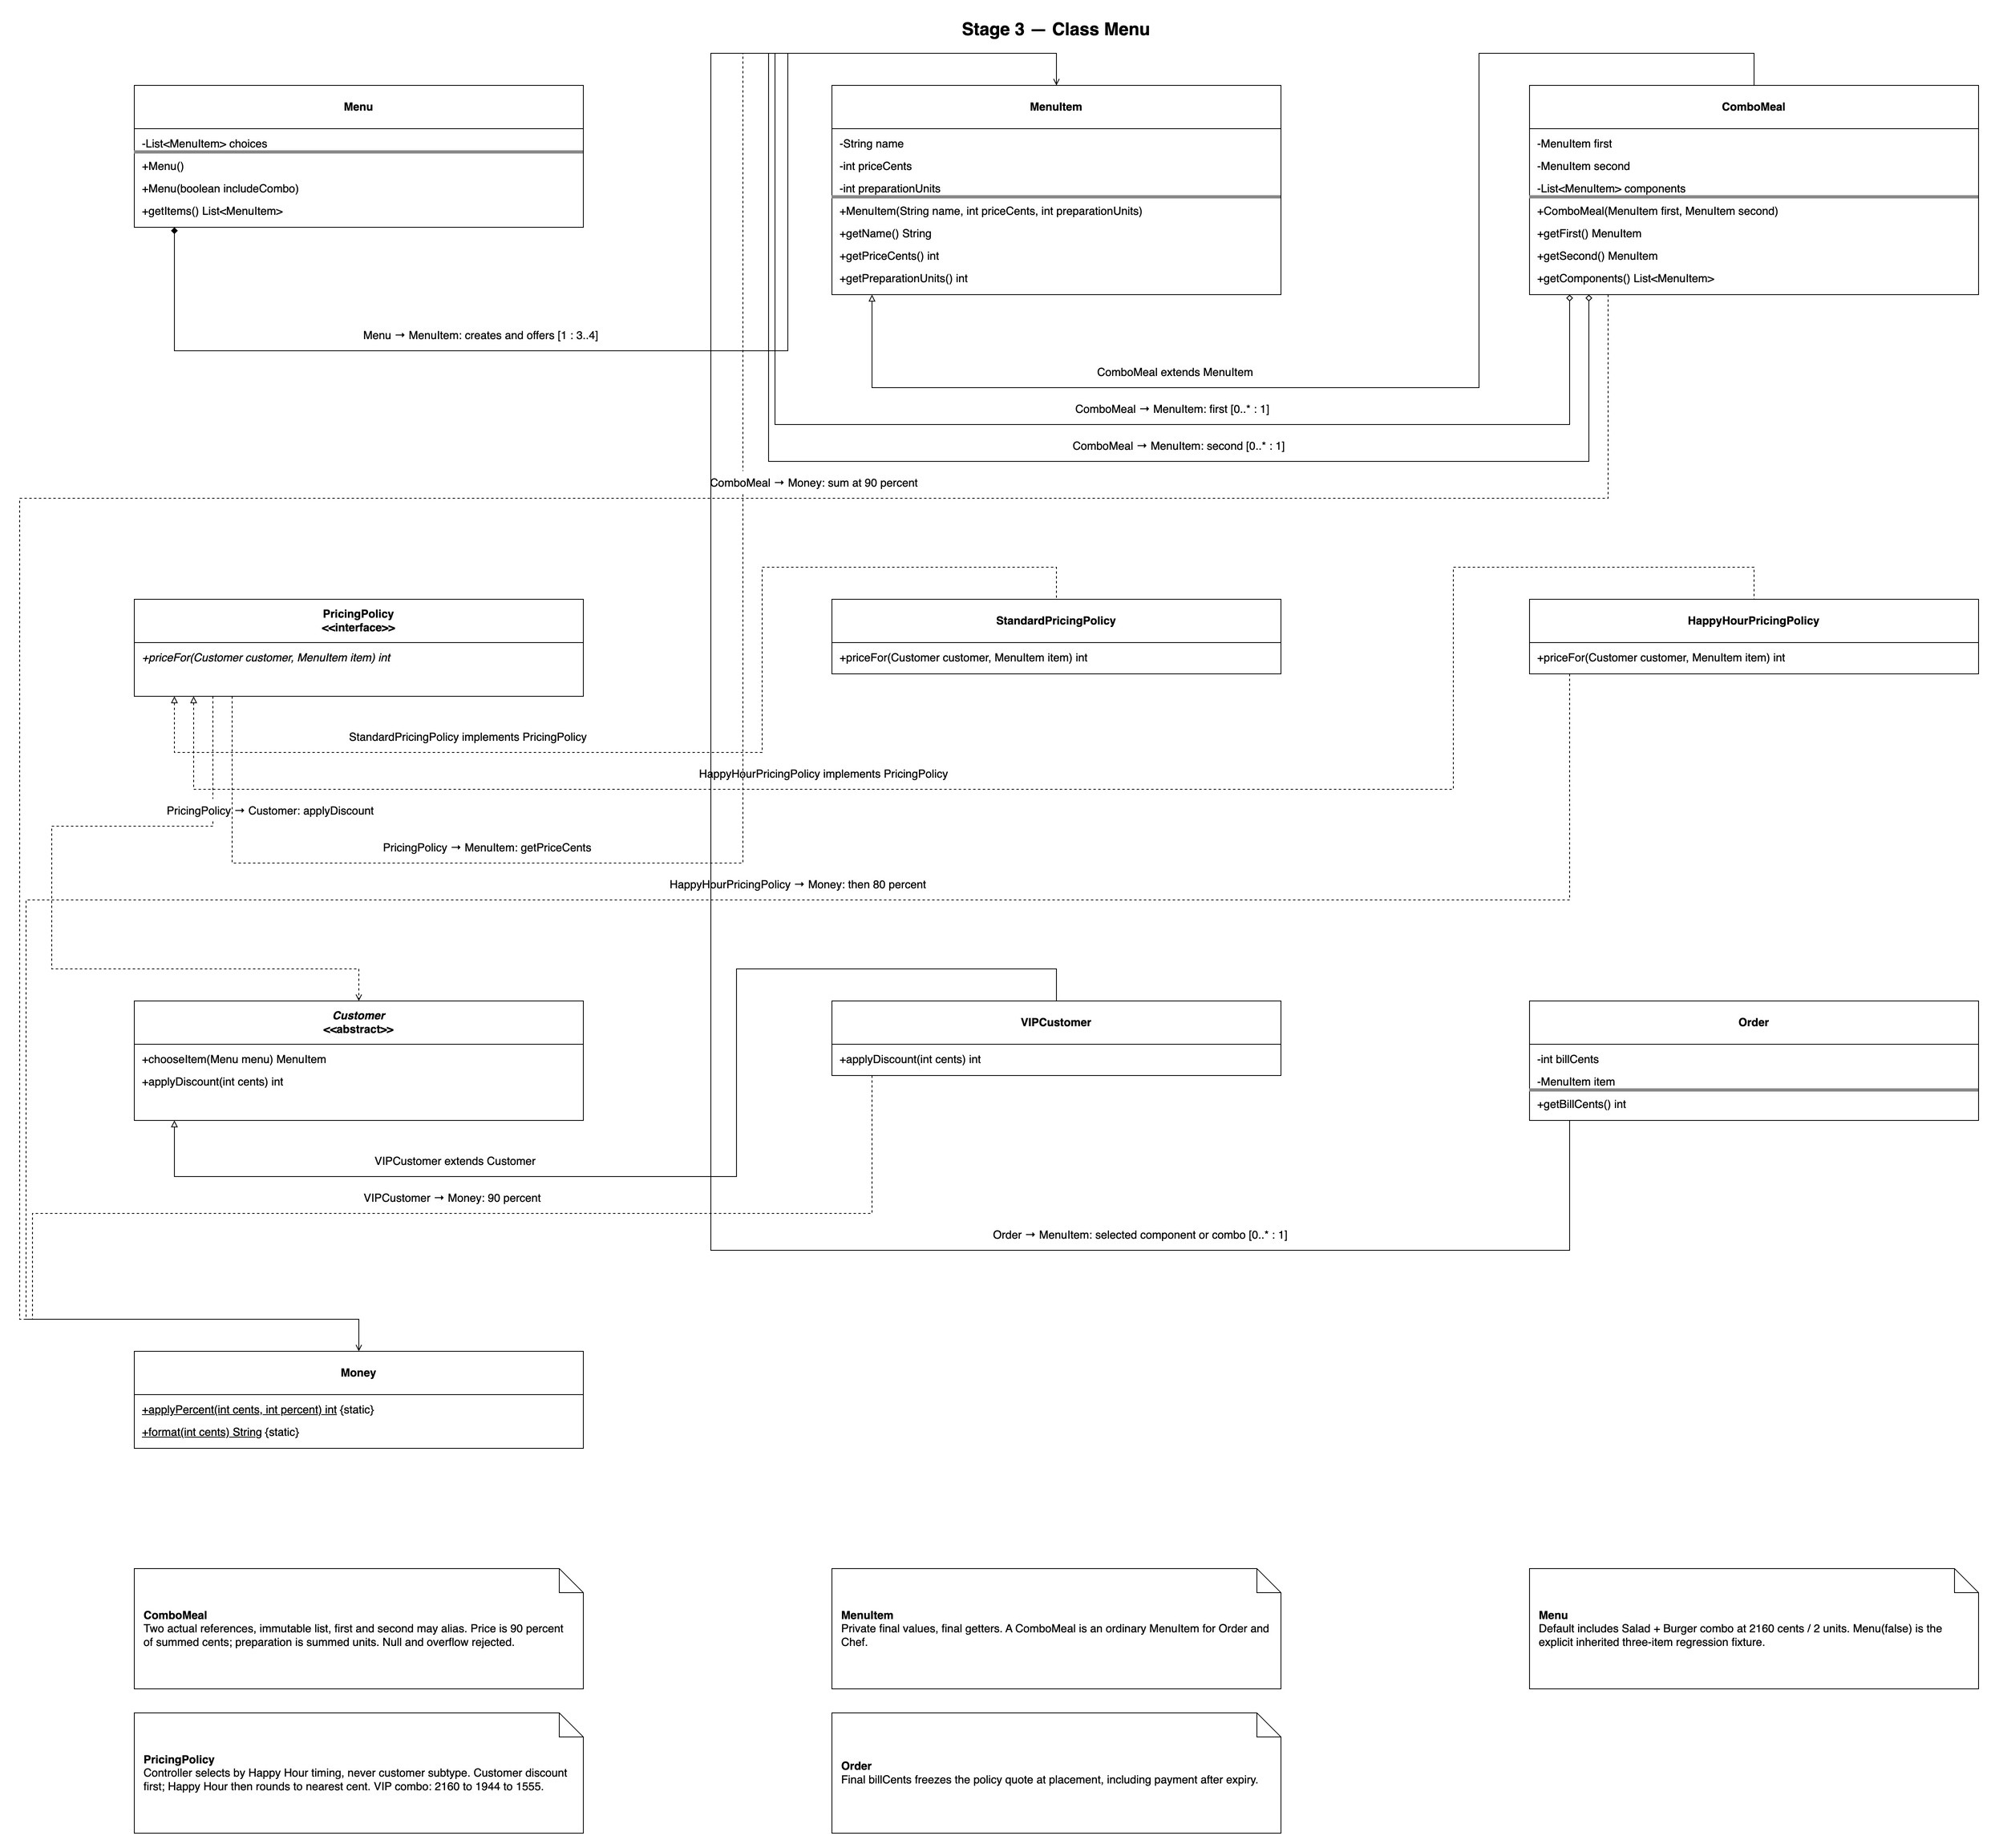 Stage 3 — Class Menu
Menu
-List<MenuItem> choices
+Menu()
+Menu(boolean includeCombo)
+getItems() List<MenuItem>
MenuItem
-String name
-int priceCents
-int preparationUnits
+MenuItem(String name, int priceCents, int preparationUnits)
+getName() String
+getPriceCents() int
+getPreparationUnits() int
ComboMeal
-MenuItem first
-MenuItem second
-List<MenuItem> components
+ComboMeal(MenuItem first, MenuItem second)
+getFirst() MenuItem
+getSecond() MenuItem
+getComponents() List<MenuItem>
Menu → MenuItem: creates and offers [1 : 3..4]
ComboMeal extends MenuItem
ComboMeal → MenuItem: first [0..* : 1]
ComboMeal → MenuItem: second [0..* : 1]
ComboMeal → Money: sum at 90 percent
PricingPolicy
<<interface>>
+priceFor(Customer customer, MenuItem item) int
StandardPricingPolicy
+priceFor(Customer customer, MenuItem item) int
HappyHourPricingPolicy
+priceFor(Customer customer, MenuItem item) int
StandardPricingPolicy implements PricingPolicy
HappyHourPricingPolicy implements PricingPolicy
PricingPolicy → Customer: applyDiscount
PricingPolicy → MenuItem: getPriceCents
HappyHourPricingPolicy → Money: then 80 percent
Customer
<<abstract>>
+chooseItem(Menu menu) MenuItem
+applyDiscount(int cents) int
VIPCustomer
+applyDiscount(int cents) int
Order
-int billCents
-MenuItem item
+getBillCents() int
VIPCustomer extends Customer
VIPCustomer → Money: 90 percent
Order → MenuItem: selected component or combo [0..* : 1]
Money
+applyPercent(int cents, int percent) int {static}
+format(int cents) String {static}
ComboMeal
Two actual references, immutable list, first and second may alias. Price is 90 percent
of summed cents; preparation is summed units. Null and overflow rejected.
MenuItem
Private final values, final getters. A ComboMeal is an ordinary MenuItem for Order and
Chef.
Menu
Default includes Salad + Burger combo at 2160 cents / 2 units. Menu(false) is the
explicit inherited three-item regression fixture.
PricingPolicy
Controller selects by Happy Hour timing, never customer subtype. Customer discount
first; Happy Hour then rounds to nearest cent. VIP combo: 2160 to 1944 to 1555.
Order
Final billCents freezes the policy quote at placement, including payment after expiry.